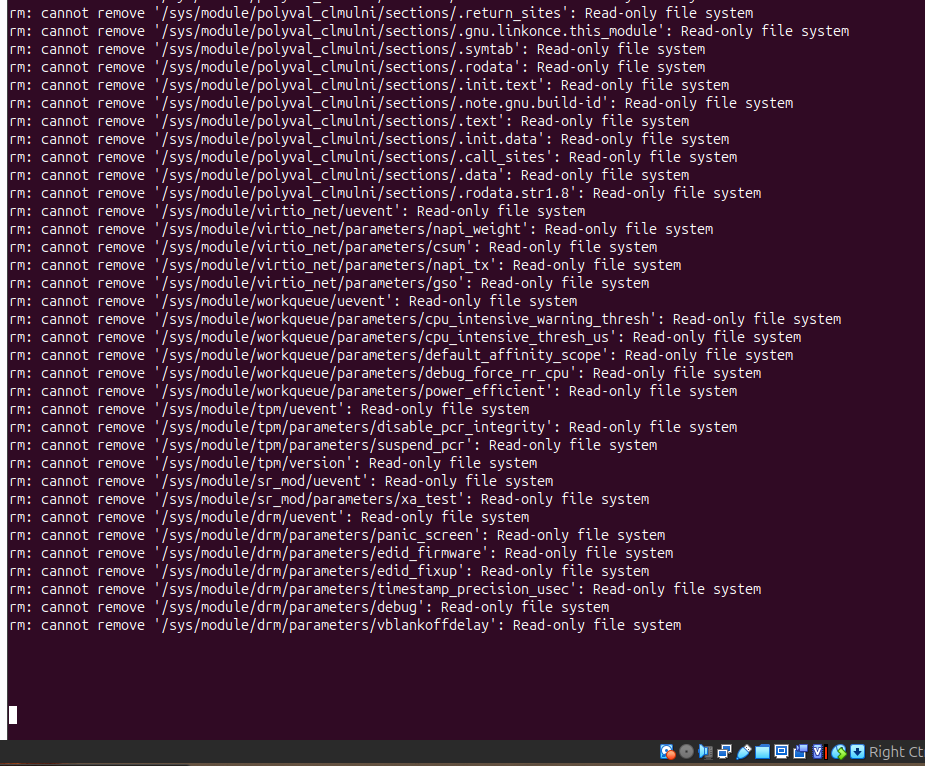 rm: cannot remove '/sys/module/polyval_clmulni/sections/.return_sites': Read-only file system
rm: cannot remove '/sys/module/polyval_clmulni/sections/.gnu.linkonce.this_module': Read-only file system
rm: cannot remove '/sys/module/polyval_clmulni/sections/.symtab': Read-only file system
rm: cannot remove '/sys/module/polyval_clmulni/sections/.rodata': Read-only file system
rm: cannot remove '/sys/module/polyval_clmulni/sections/.init.text': Read-only file system
rm: cannot remove '/sys/module/polyval_clmulni/sections/.note.gnu.build-id': Read-only file system
rm: cannot remove '/sys/module/polyval_clmulni/sections/.text': Read-only file system
rm: cannot remove '/sys/module/polyval_clmulni/sections/.init.data': Read-only file system
rm: cannot remove '/sys/module/polyval_clmulni/sections/.call_sites': Read-only file system
rm: cannot remove '/sys/module/polyval_clmulni/sections/.data': Read-only file system
rm: cannot remove '/sys/module/polyval_clmulni/sections/.rodata.str1.8': Read-only file system
rm: cannot remove '/sys/module/virtio_net/uevent': Read-only file system
rm: cannot remove '/sys/module/virtio_net/parameters/napi_weight': Read-only file system
rm: cannot remove '/sys/module/virtio_net/parameters/csum': Read-only file system
rm: cannot remove '/sys/module/virtio_net/parameters/napi_tx': Read-only file system
rm: cannot remove '/sys/module/virtio_net/parameters/gso': Read-only file system
rm: cannot remove '/sys/module/workqueue/uevent': Read-only file system
rm: cannot remove '/sys/module/workqueue/parameters/cpu_intensive_warning_thresh': Read-only file system
rm: cannot remove '/sys/module/workqueue/parameters/cpu_intensive_thresh_us': Read-only file system
rm: cannot remove '/sys/module/workqueue/parameters/default_affinity_scope': Read-only file system
rm: cannot remove '/sys/module/workqueue/parameters/debug_force_rr_cpu': Read-only file system
rm: cannot remove '/sys/module/workqueue/parameters/power_efficient': Read-only file system
rm: cannot remove '/sys/module/tpm/uevent': Read-only file system
rm: cannot remove '/sys/module/tpm/parameters/disable_pcr_integrity': Read-only file system
rm: cannot remove '/sys/module/tpm/parameters/suspend_pcr': Read-only file system
rm: cannot remove '/sys/module/tpm/version': Read-only file system
rm: cannot remove '/sys/module/sr_mod/uevent': Read-only file system
rm: cannot remove '/sys/module/sr_mod/parameters/xa_test': Read-only file system
rm: cannot remove '/sys/module/drm/uevent': Read-only file system
rm: cannot remove '/sys/module/drm/parameters/panic_screen': Read-only file system
rm: cannot remove '/sys/module/drm/parameters/edid_firmware': Read-only file system
rm: cannot remove '/sys/module/drm/parameters/edid_fixup': Read-only file system
rm: cannot remove '/sys/module/drm/parameters/timestamp_precision_usec': Read-only file system
rm: cannot remove '/sys/module/drm/parameters/debug': Read-only file system
rm: cannot remove '/sys/module/drm/parameters/vblankoffdelay': Read-only file system
Right Ct